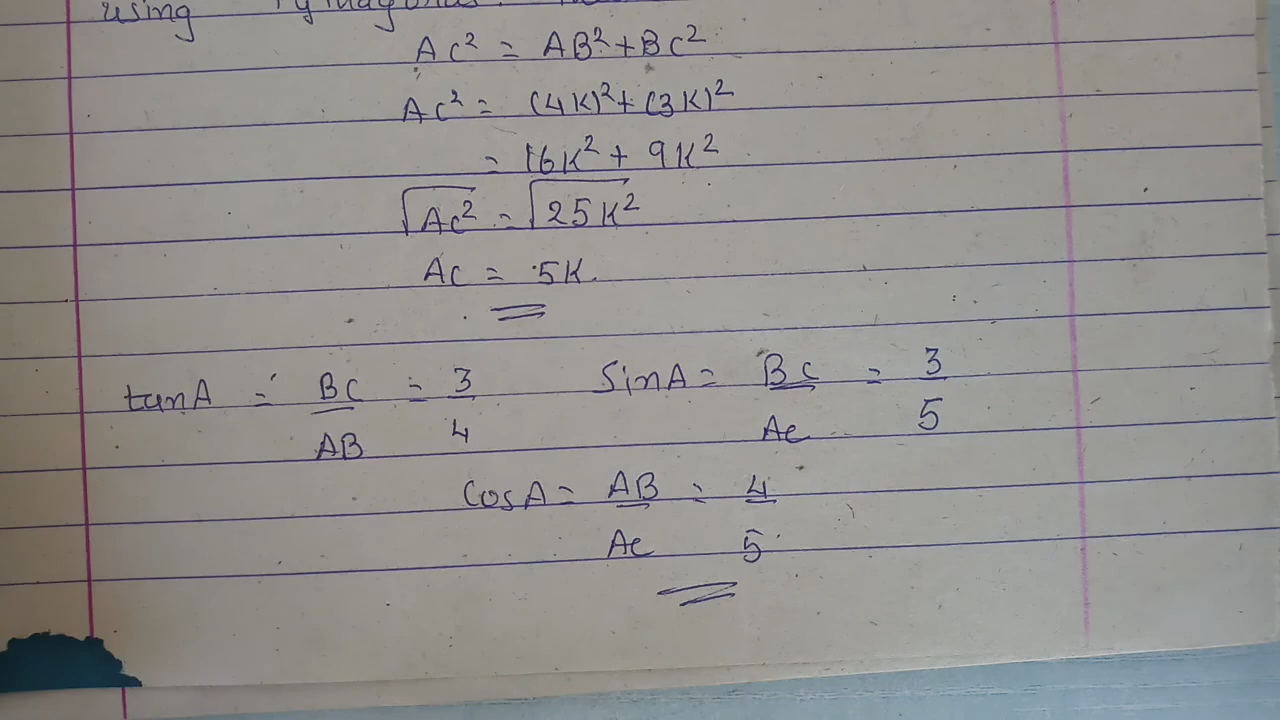 using
AC² = AB² + BC²
AC² = (4K)² + (3K)²
= 16K² + 9K²
√AC² = √25K²
AC = 5K.
tanA = BC/AB = 3/4 SinA = BC/AC = 3/5
CosA = AB/AC = 4/5